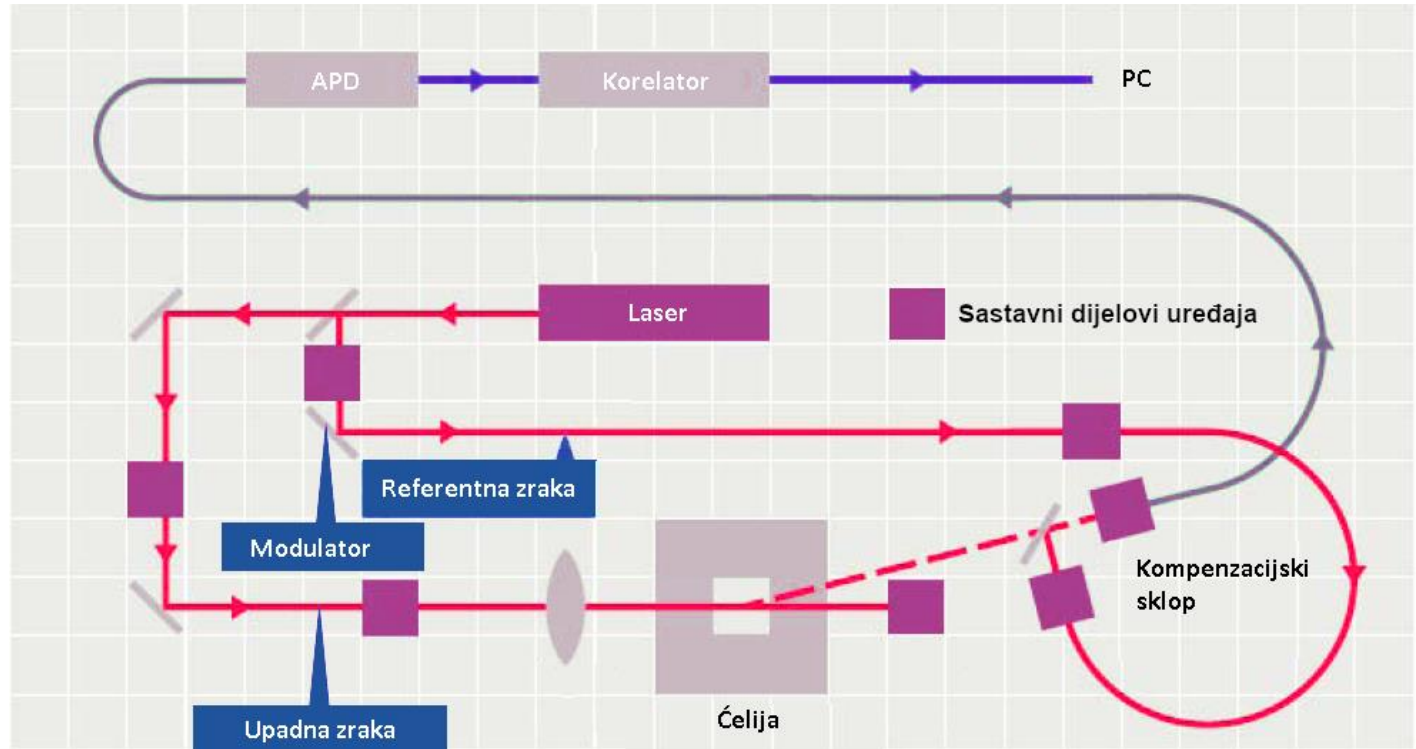 APD
Korelator
PC
Laser
Sastavni dijelovi uređaja
Referentna zraka
Modulator
Kompenzacijski
sklop
Ćelija
Upadna zraka